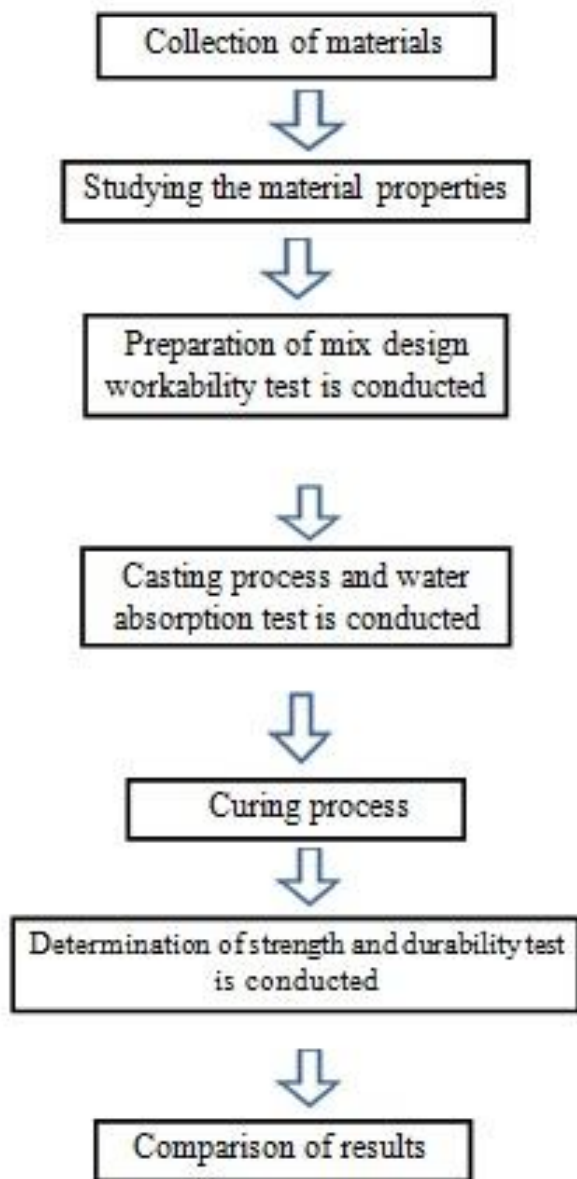 Collection of materials
Studying the material properties
Preparation of mix design
workability test is conducted
Casting process and water
absorption test is conducted
Curing process
Determination of strength and durability test
is conducted
Comparison of results